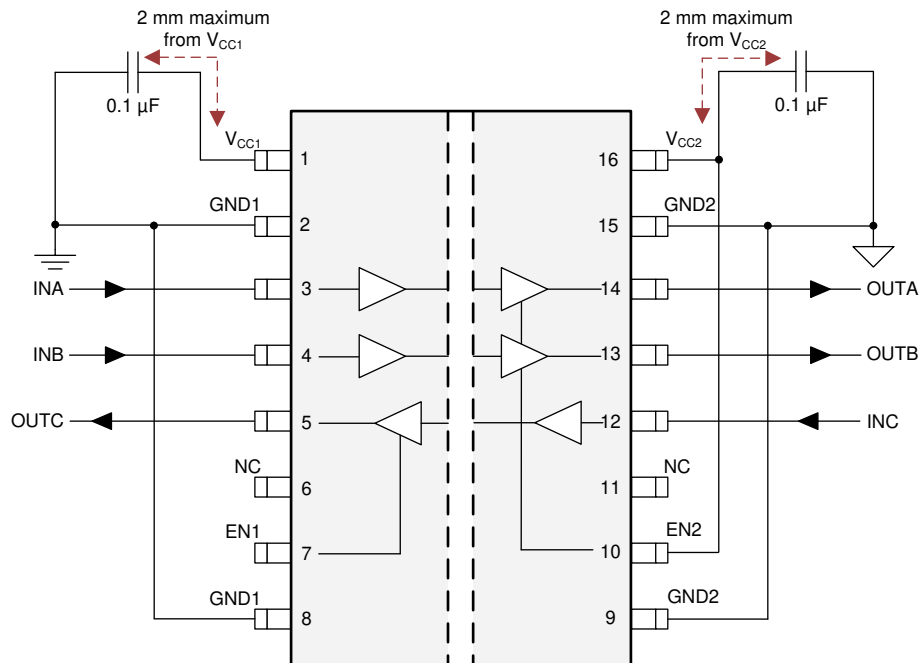 2 mm maximum
from VCC1
2 mm maximum
from VCC2
0.1 µF
0.1 µF
VCC1
1
16
VCC2
GND1
2
15
GND2
INA
3
14
OUTA
INB
4
13
OUTB
OUTC
5
12
INC
NC
6
11
NC
EN1
7
10
EN2
GND1
8
9
GND2